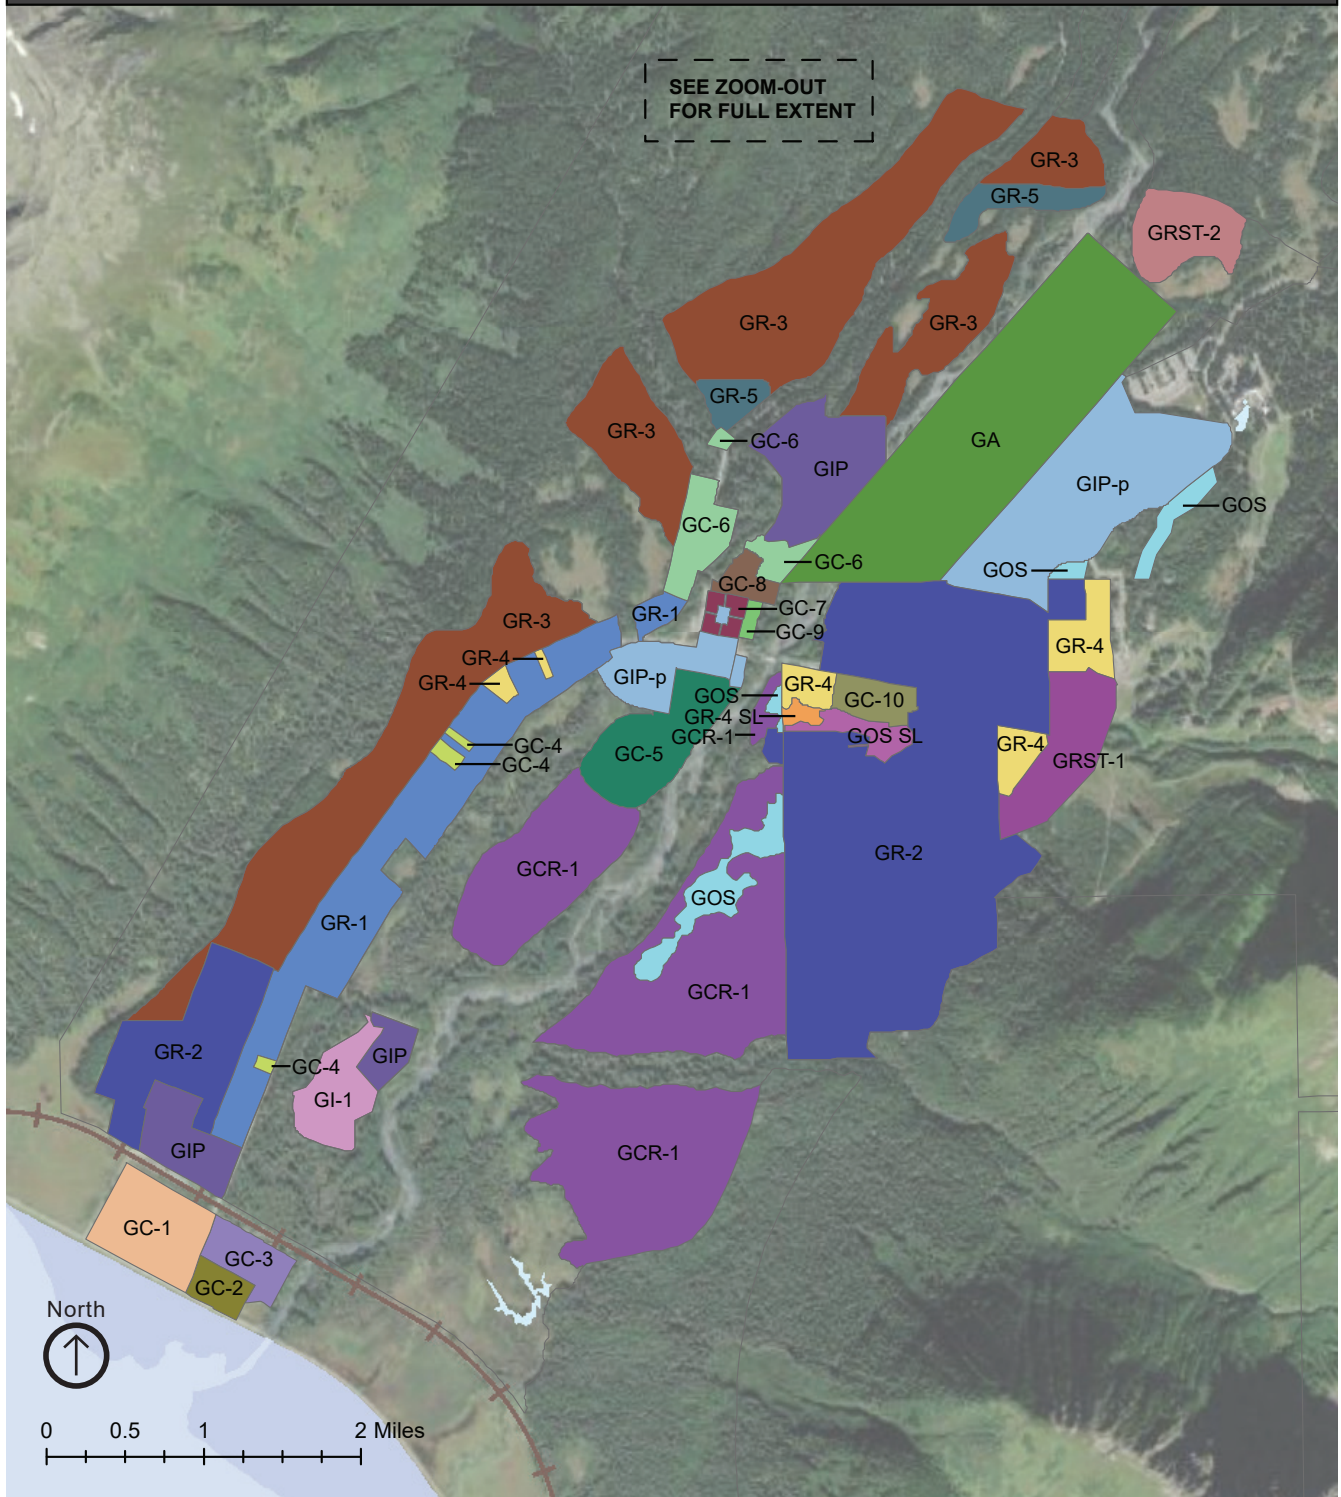 SEE ZOOM-OUT
FOR FULL EXTENT
GR-3
GR-5
GRST-2
GR-3
GR-3
GR-5
GR-3
GC-6
GA
GIP
GIP-p
GOS
GC-6
GC-6
GOS
GC-8
GC-7
GR-1
GC-9
GR-3
GR-4
GR-4
GIP-p
GR-4
GR-4
GOS
GC-10
GR-4 SL
GCR-1
GOS SL
GC-4
GC-5
GC-4
GR-4
GRST-1
GR-2
GCR-1
GOS
GR-1
GCR-1
GR-2
GIP
GC-4
GI-1
GIP
GCR-1
GC-1
GC-3
GC-2
North
0 0.5 1 2 Miles